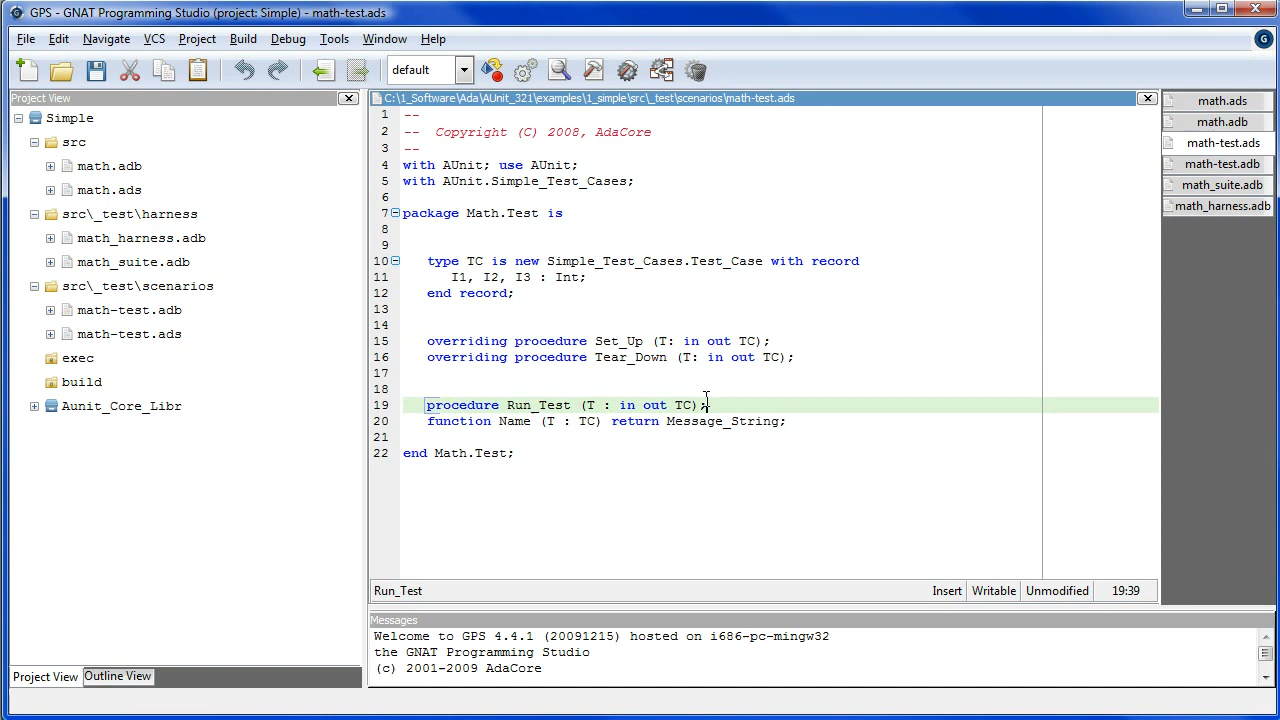 GPS - GNAT Programming Studio (project: Simple) - math-test.ads
File Edit Navigate VCS Project Build Debug Tools Window Help
default
Project View
Simple
src
math.adb
math.ads
src\_test\harness
math_harness.adb
math_suite.adb
src\_test\scenarios
math-test.adb
math-test.ads
exec
build
Aunit_Core_Libr
Project View Outline View
C:\1_Software\Ada\AUnit_321\examples\1_simple\src\_test\scenarios\math-test.ads
1 --
2 -- Copyright (C) 2008, AdaCore
3 --
4 with AUnit; use AUnit;
5 with AUnit.Simple_Test_Cases;
6
7 package Math.Test is
8
9
10 type TC is new Simple_Test_Cases.Test_Case with record
11 I1, I2, I3 : Int;
12 end record;
13
14
15 overriding procedure Set_Up (T: in out TC);
16 overriding procedure Tear_Down (T: in out TC);
17
18
19 procedure Run_Test (T : in out TC);
20 function Name (T : TC) return Message_String;
21
22 end Math.Test;
Run_Test Insert Writable Unmodified 19:39
math.ads
math.adb
math-test.ads
math-test.adb
math_suite.adb
math_harness.adb
Messages
Welcome to GPS 4.4.1 (20091215) hosted on i686-pc-mingw32
the GNAT Programming Studio
(c) 2001-2009 AdaCore